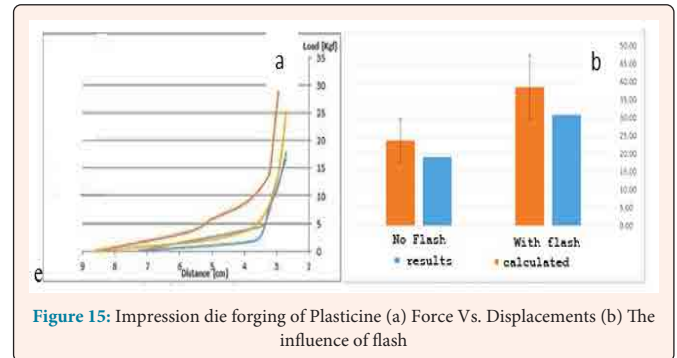 Load [Kgf]
a
35
30
25
20
15
10
5
0
9 8 7 6 5 4 3 2
Distance [cm]
e
b
50.00
45.00
40.00
35.00
30.00
25.00
20.00
15.00
10.00
5.00
0.00
No Flash With flash
results calculated
Figure 15: Impression die forging of Plasticine (a) Force Vs. Displacements (b) The
influence of flash